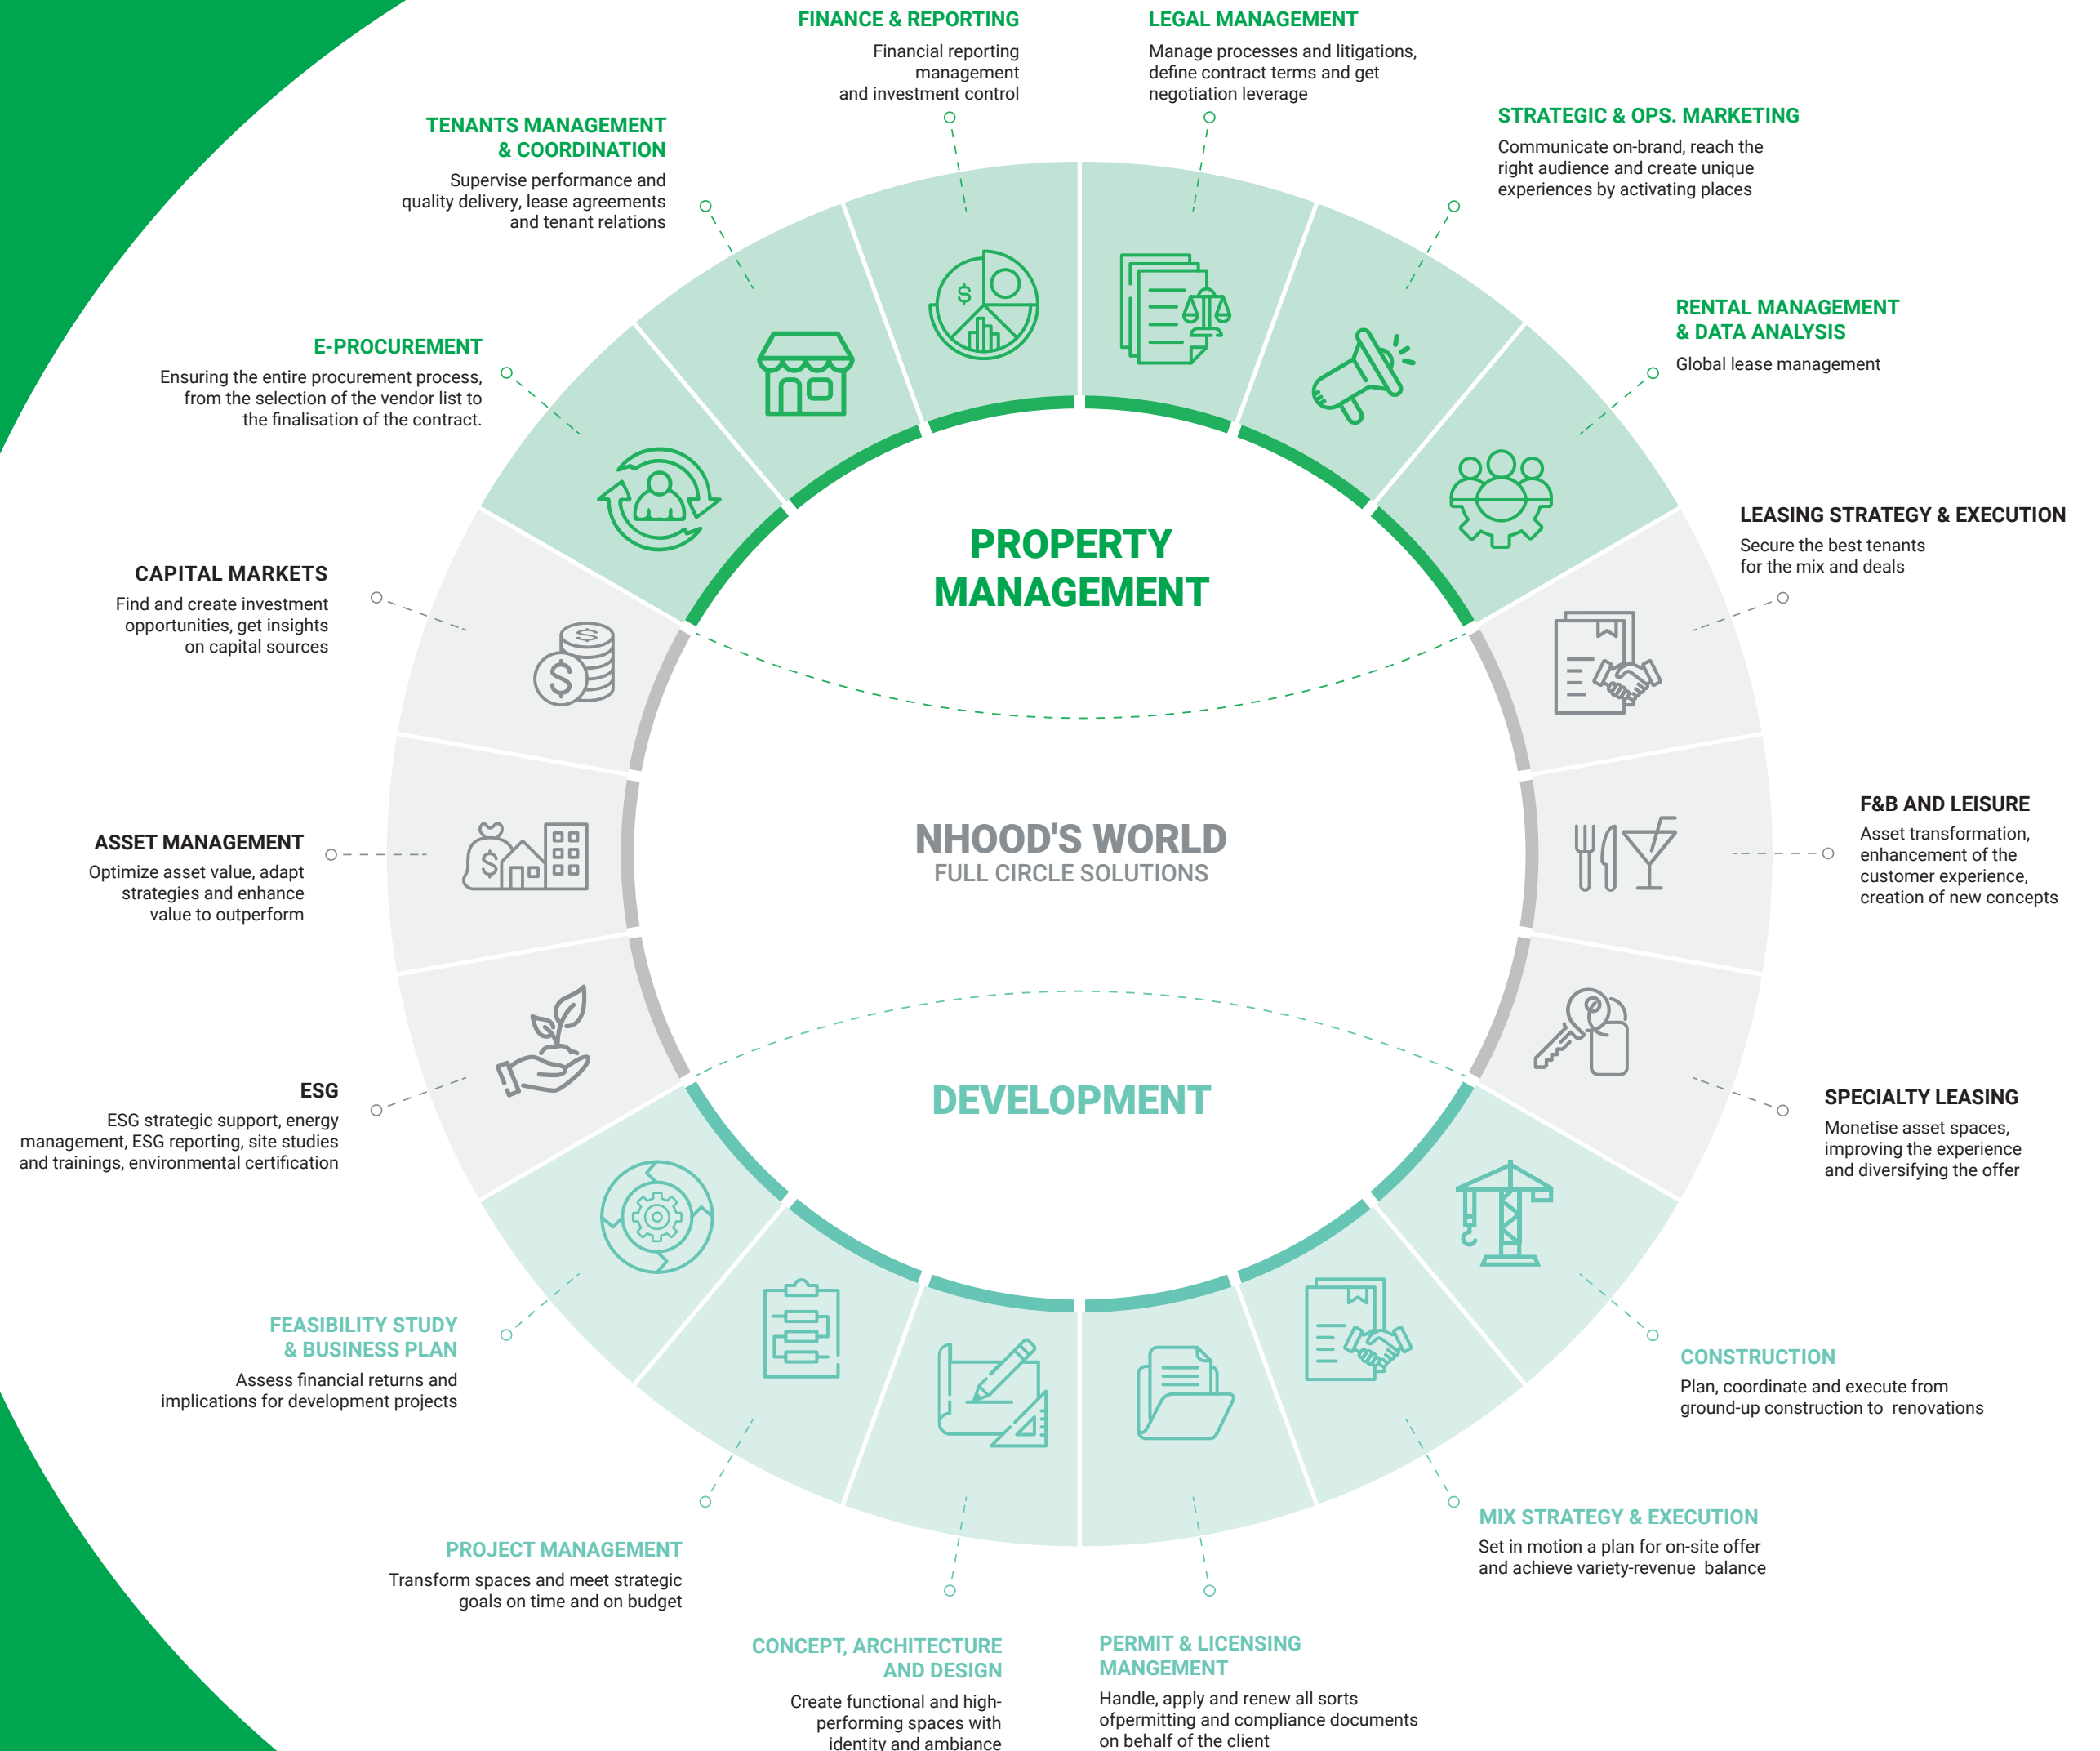 FINANCE & REPORTING
Financial reporting
management
and investment control
LEGAL MANAGEMENT
Manage processes and litigations,
define contract terms and get
negotiation leverage
STRATEGIC & OPS. MARKETING
Communicate on-brand, reach the
right audience and create unique
experiences by activating places
RENTAL MANAGEMENT
& DATA ANALYSIS
Global lease management
LEASING STRATEGY & EXECUTION
Secure the best tenants
for the mix and deals
F&B AND LEISURE
Asset transformation,
enhancement of the
customer experience,
creation of new concepts
SPECIALTY LEASING
Monetise asset spaces,
improving the experience
and diversifying the offer
CONSTRUCTION
Plan, coordinate and execute from
ground-up construction to  renovations
MIX STRATEGY & EXECUTION
Set in motion a plan for on-site offer
and achieve variety-revenue  balance
PERMIT & LICENSING
MANGEMENT
Handle, apply and renew all sorts
ofpermitting and compliance documents
on behalf of the client
CONCEPT, ARCHITECTURE
AND DESIGN
Create functional and high-
performing spaces with
identity and ambiance
PROJECT MANAGEMENT
Transform spaces and meet strategic
goals on time and on budget
FEASIBILITY STUDY
& BUSINESS PLAN
Assess financial returns and
implications for development projects
ESG
ESG strategic support, energy
management, ESG reporting, site studies
and trainings, environmental certification
ASSET MANAGEMENT
Optimize asset value, adapt
strategies and enhance
value to outperform
CAPITAL MARKETS
Find and create investment
opportunities, get insights
on capital sources
E-PROCUREMENT
Ensuring the entire procurement process,
from the selection of the vendor list to
the finalisation of the contract.
TENANTS MANAGEMENT
& COORDINATION
Supervise performance and
quality delivery, lease agreements
and tenant relations
PROPERTY
MANAGEMENT
NHOOD'S WORLD
FULL CIRCLE SOLUTIONS
DEVELOPMENT
$
$
$
$